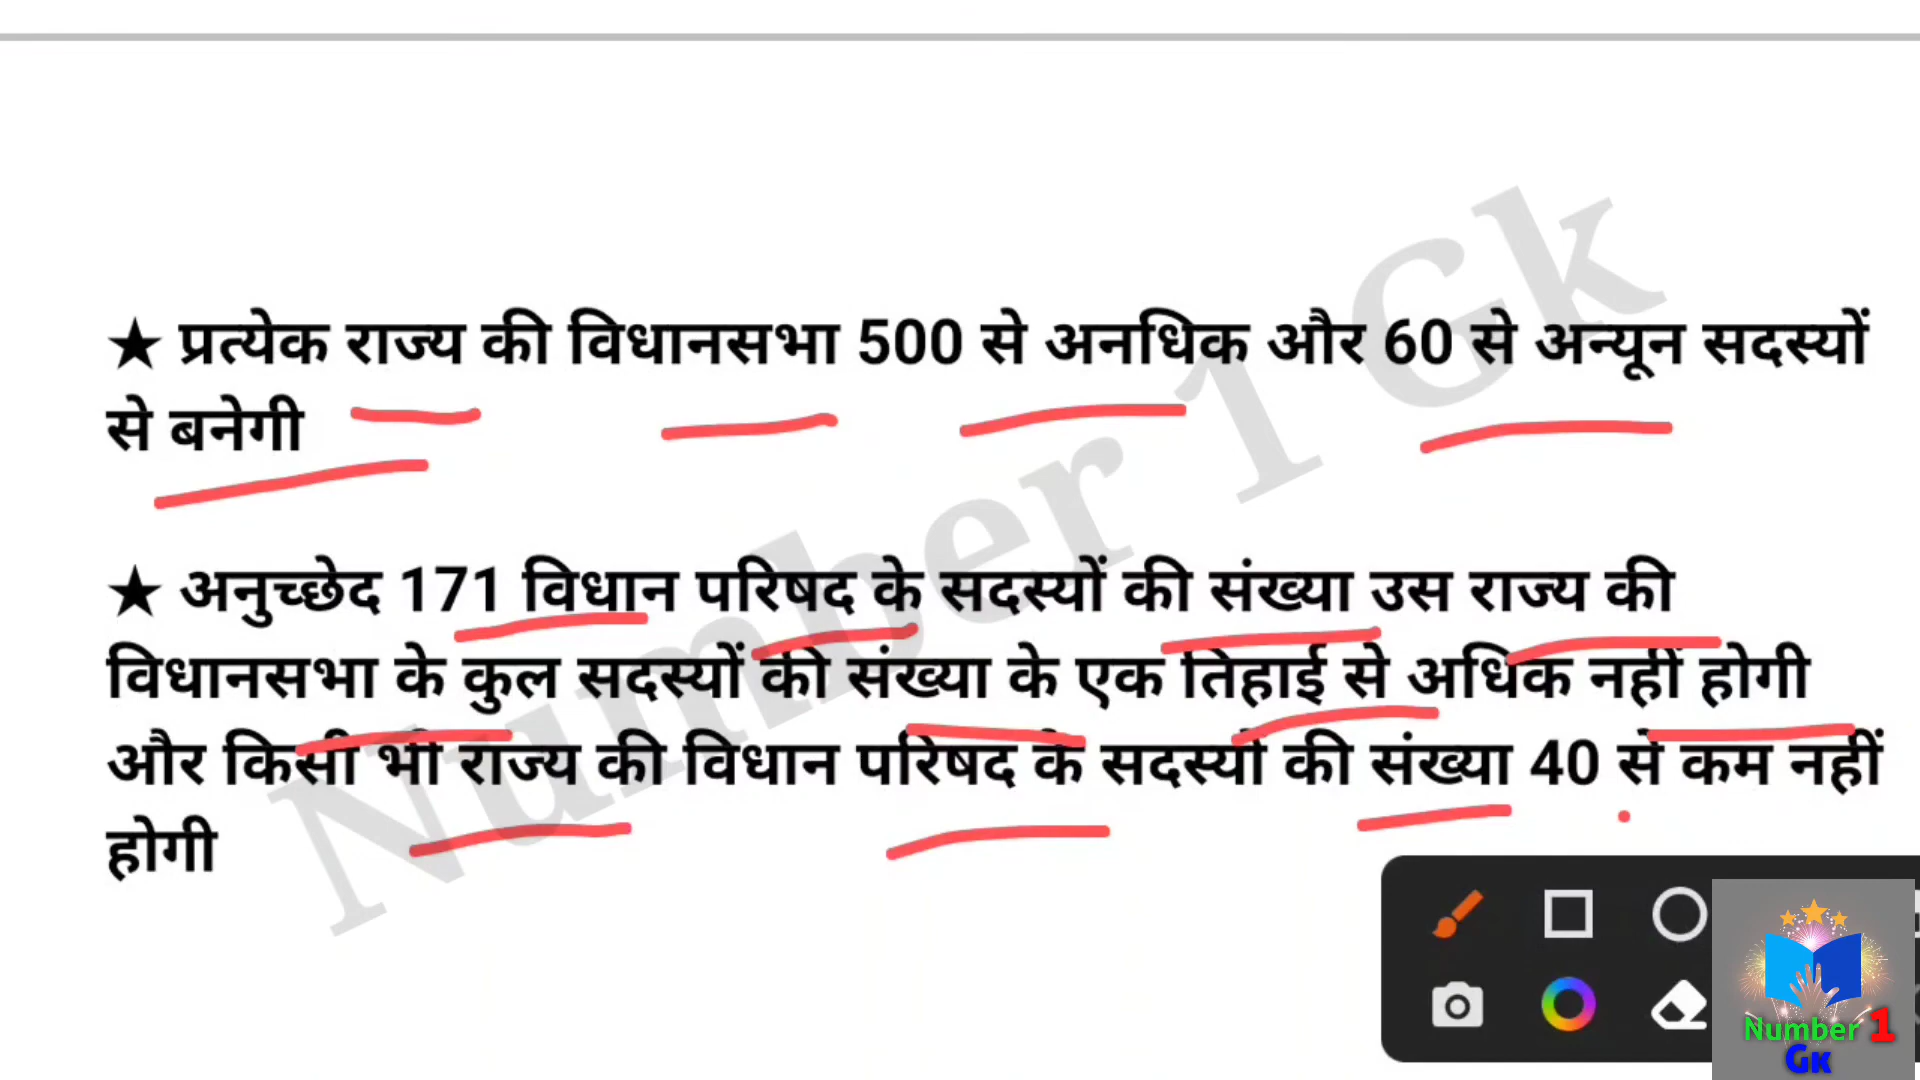 ★ प्रत्येक राज्य की विधानसभा 500 से अनधिक और 60 से अन्यून सदस्यों
से बनेगी
★ अनुच्छेद 171 विधान परिषद के सदस्यों की संख्या उस राज्य की
विधानसभा के कुल सदस्यों की संख्या के एक तिहाई से अधिक नहीं होगी
और किसी भी राज्य की विधान परिषद के सदस्यों की संख्या 40 से कम नहीं
होगी
Number 1 Gk
Number 1
Gk